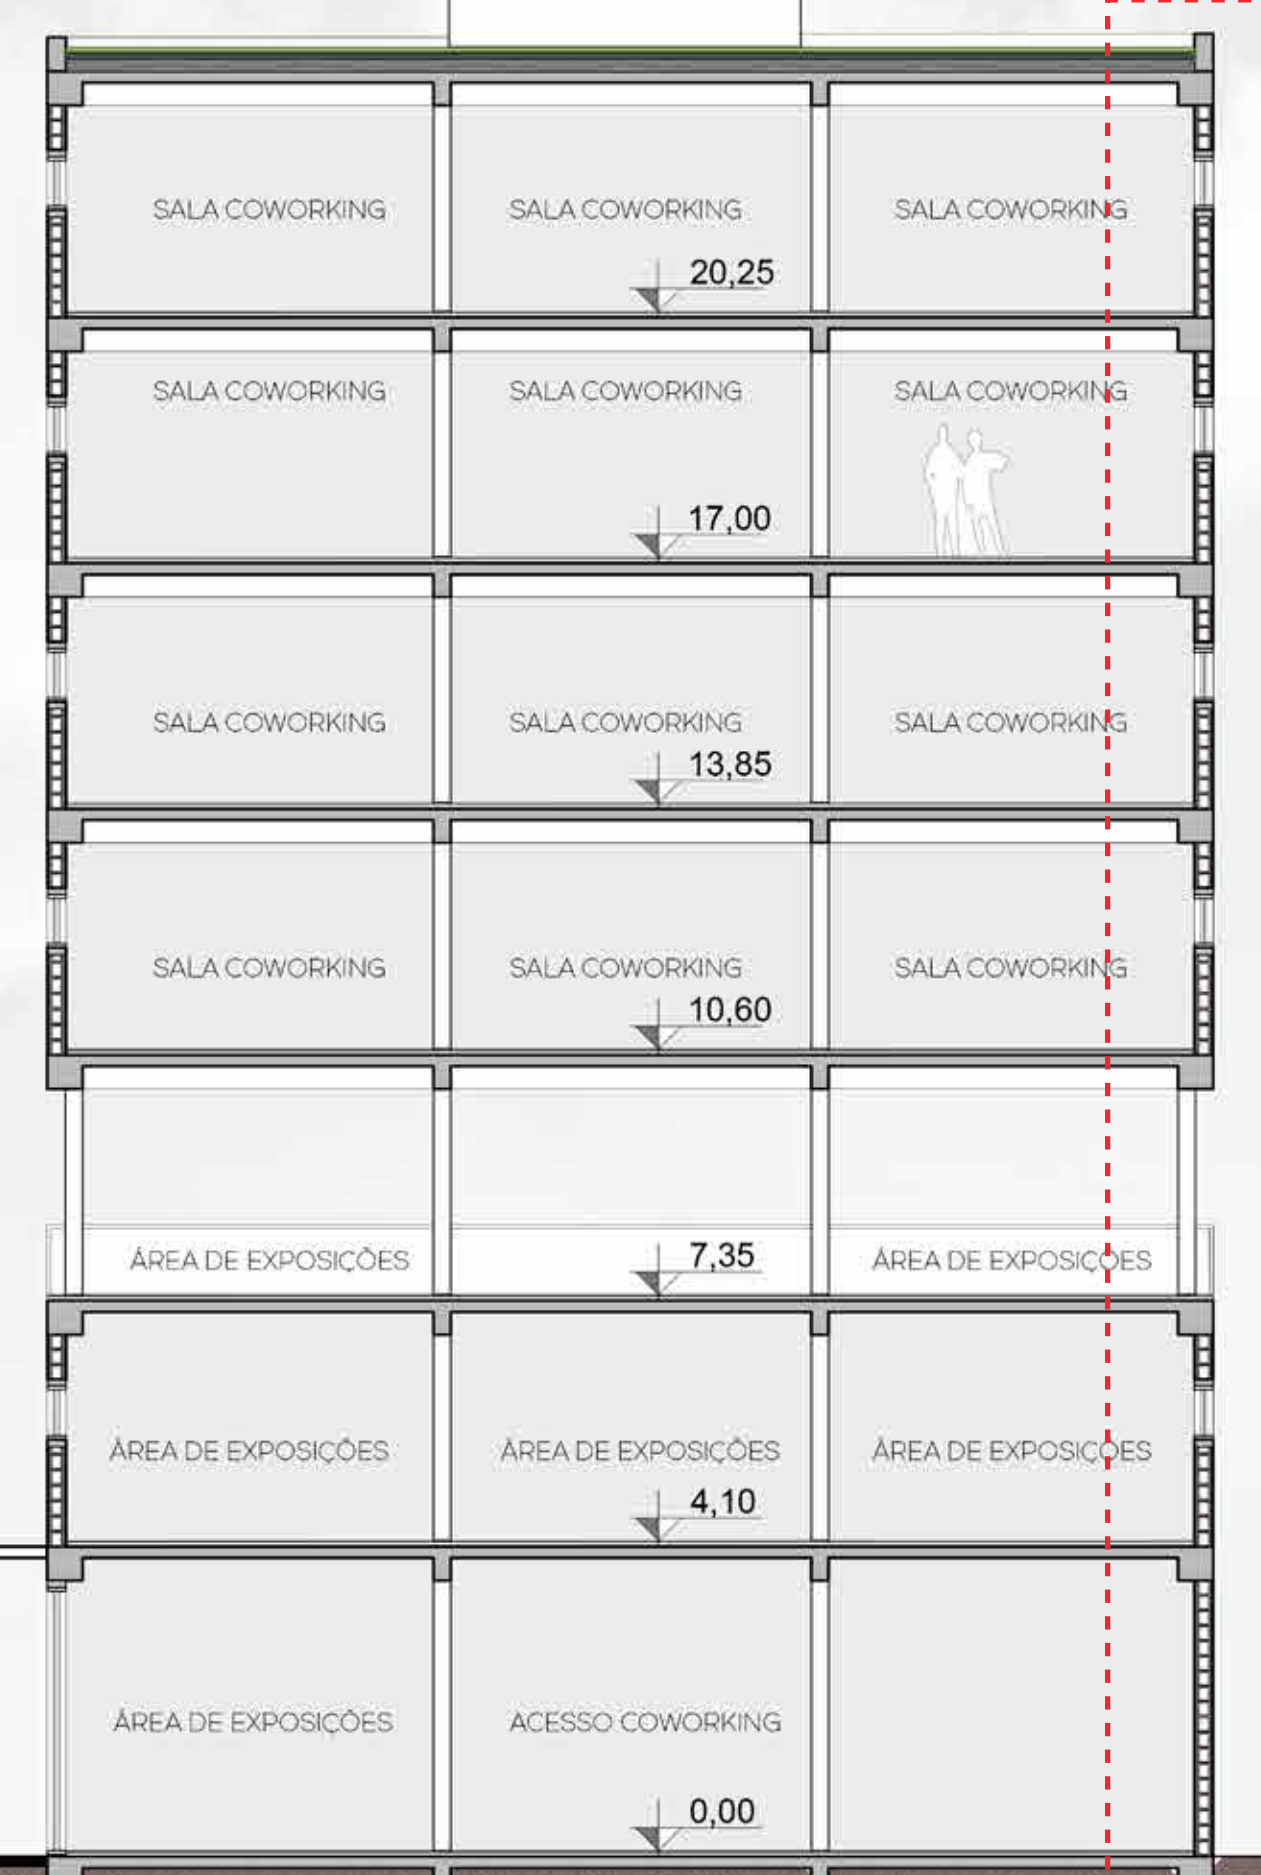 SALA COWORKING SALA COWORKING SALA COWORKING
20,25
SALA COWORKING SALA COWORKING SALA COWORKING
17,00
SALA COWORKING SALA COWORKING SALA COWORKING
13,85
SALA COWORKING SALA COWORKING SALA COWORKING
10,60
ÁREA DE EXPOSIÇÕES 7,35 ÁREA DE EXPOSIÇÕES
ÁREA DE EXPOSIÇÕES ÁREA DE EXPOSIÇÕES ÁREA DE EXPOSIÇÕES
4,10
ÁREA DE EXPOSIÇÕES ACESSO COWORKING
0,00